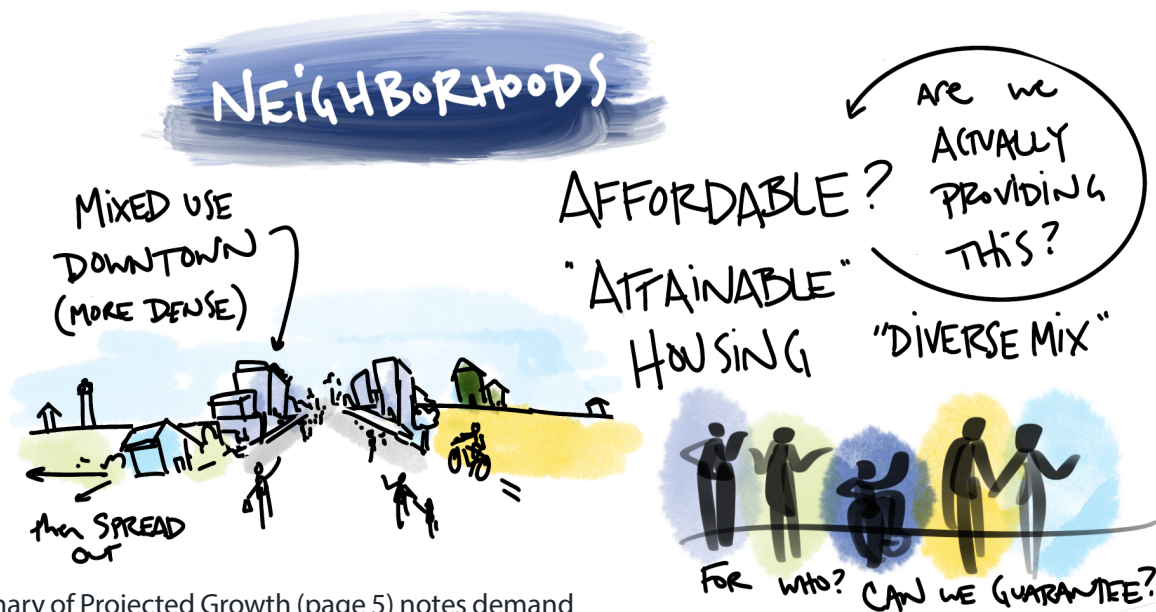 NEIGHBORHOODS
MIXED USE
DOWNTOWN
(MORE DENSE)
then SPREAD
OUT
AFFORDABLE?
"ATTAINABLE"
HOUSING
Are we
ACTUALLY
PROVIDING
THIS?
"DIVERSE MIX"
FOR WHO? CAN WE GUARANTEE?
Projected Growth (page 5) notes demand